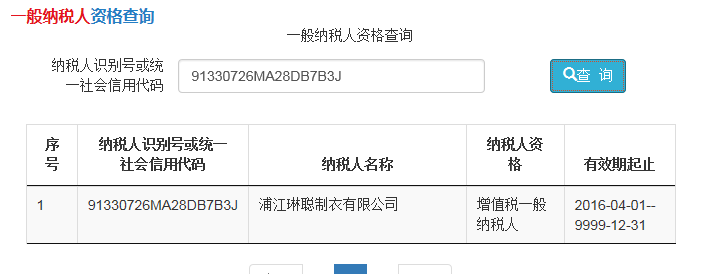 一般纳税人资格查询
一般纳税人资格查询
纳税人识别号或统
一社会信用代码
91330726MA28DB7B3J
查 询
序
号
纳税人识别号或统一
社会信用代码
纳税人名称
纳税人资
格
有效期起止
1
91330726MA28DB7B3J
浦江琳聪制衣有限公司
增值税一般
纳税人
2016-04-01--
9999-12-31